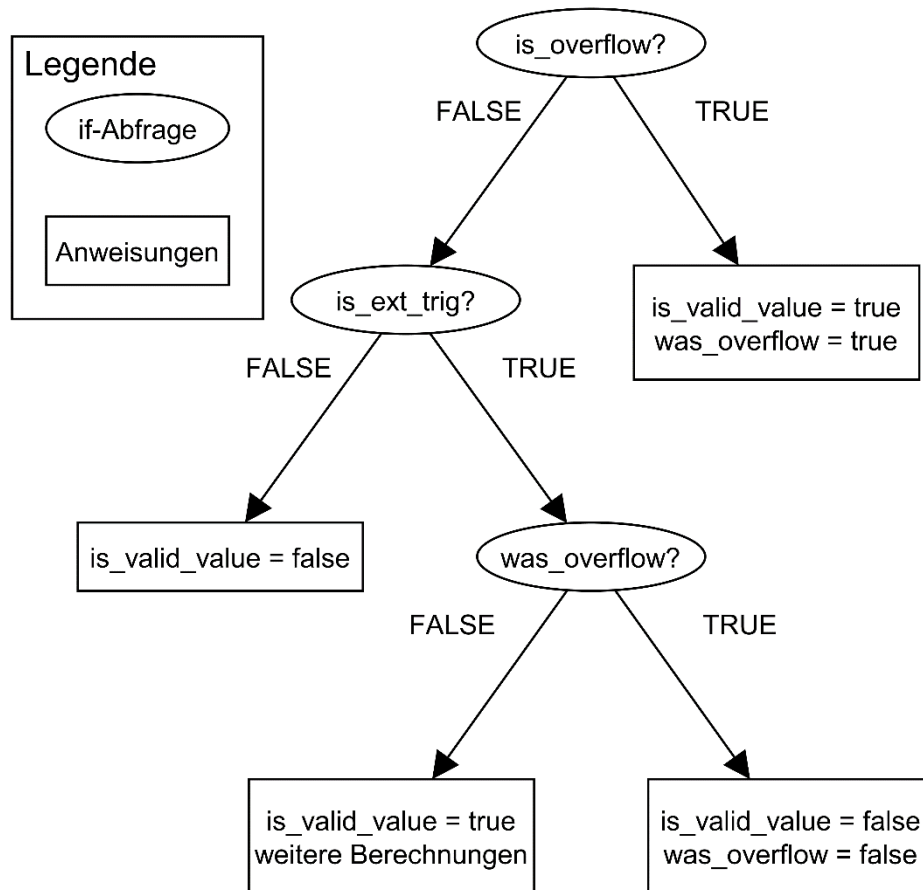 Legende
if-Abfrage
Anweisungen
is_overflow?
FALSE
TRUE
is_ext_trig?
is_valid_value = true
was_overflow = true
FALSE
TRUE
is_valid_value = false
was_overflow?
FALSE
TRUE
is_valid_value = true
weitere Berechnungen
is_valid_value = false
was_overflow = false